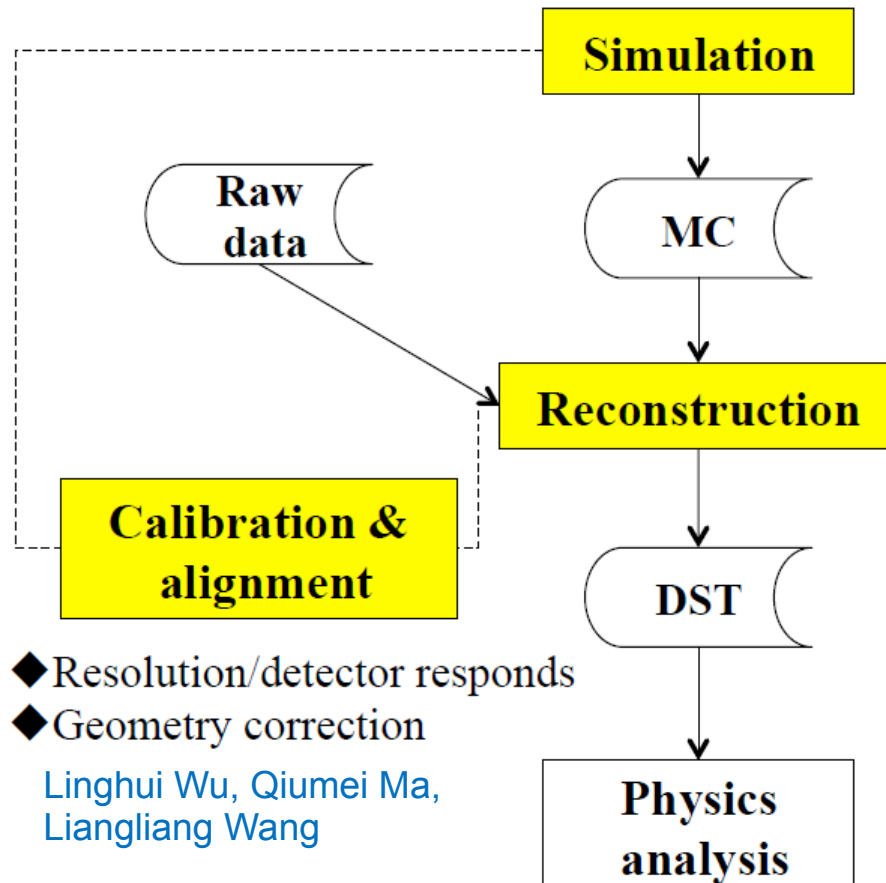 Simulation
Raw
data
MC
Reconstruction
Calibration &
alignment
DST
◆Resolution/detector responds
◆Geometry correction
Linghui Wu, Qiumei Ma,
Liangliang Wang
Physics
analysis